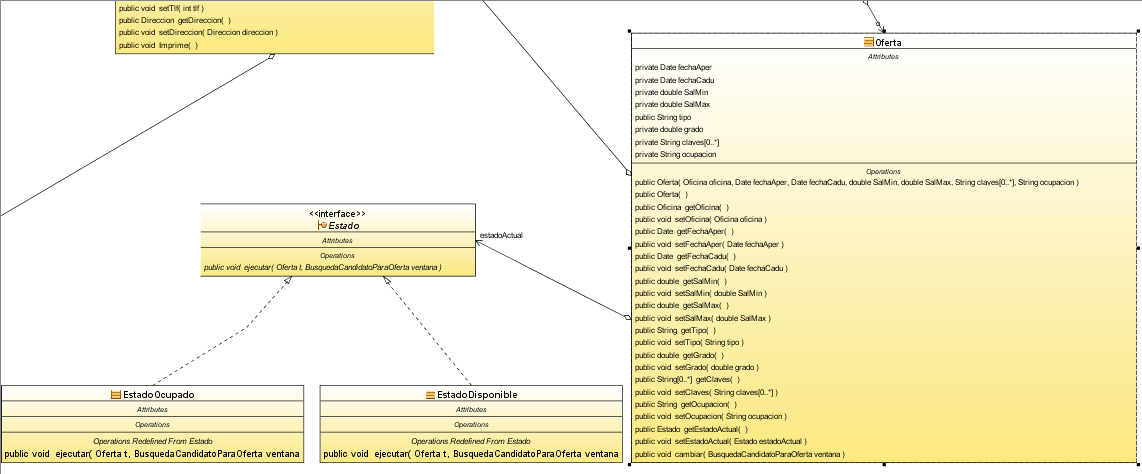 public void setTlf( int tlf )
public Direccion getDireccion( )
public void setDireccion( Direccion direccion )
public void Imprime( )
<<interface>>
Estado
Attributes
Operations
public void ejecutar( Oferta t, BusquedaCandidatoParaOferta ventana )
estadoActual
EstadoOcupado
Attributes
Operations
Operations Redefined From Estado
public void ejecutar( Oferta t, BusquedaCandidatoParaOferta ventana
EstadoDisponible
Attributes
Operations
Operations Redefined From Estado
public void ejecutar( Oferta t, BusquedaCandidatoParaOferta ventana
Oferta
Attributes
private Date fechaAper
private Date fechaCadu
private double SalMin
private double SalMax
public String tipo
private double grado
private String claves[0..*]
private String ocupacion
Operations
public Oferta( Oficina oficina, Date fechaAper, Date fechaCadu, double SalMin, double SalMax, String claves[0..*], String ocupacion )
public Oferta( )
public Oficina getOficina( )
public void setOficina( Oficina oficina )
public Date getFechaAper( )
public void setFechaAper( Date fechaAper )
public Date getFechaCadu( )
public void setFechaCadu( Date fechaCadu )
public double getSalMin( )
public void setSalMin( double SalMin )
public double getSalMax( )
public void setSalMax( double SalMax )
public String getTipo( )
public void setTipo( String tipo )
public double getGrado( )
public void setGrado( double grado )
public String[0..*] getClaves( )
public void setClaves( String claves[0..*] )
public String getOcupacion( )
public void setOcupacion( String ocupacion )
public Estado getEstadoActual( )
public void setEstadoActual( Estado estadoActual )
public void cambiar( BusquedaCandidatoParaOferta ventana )